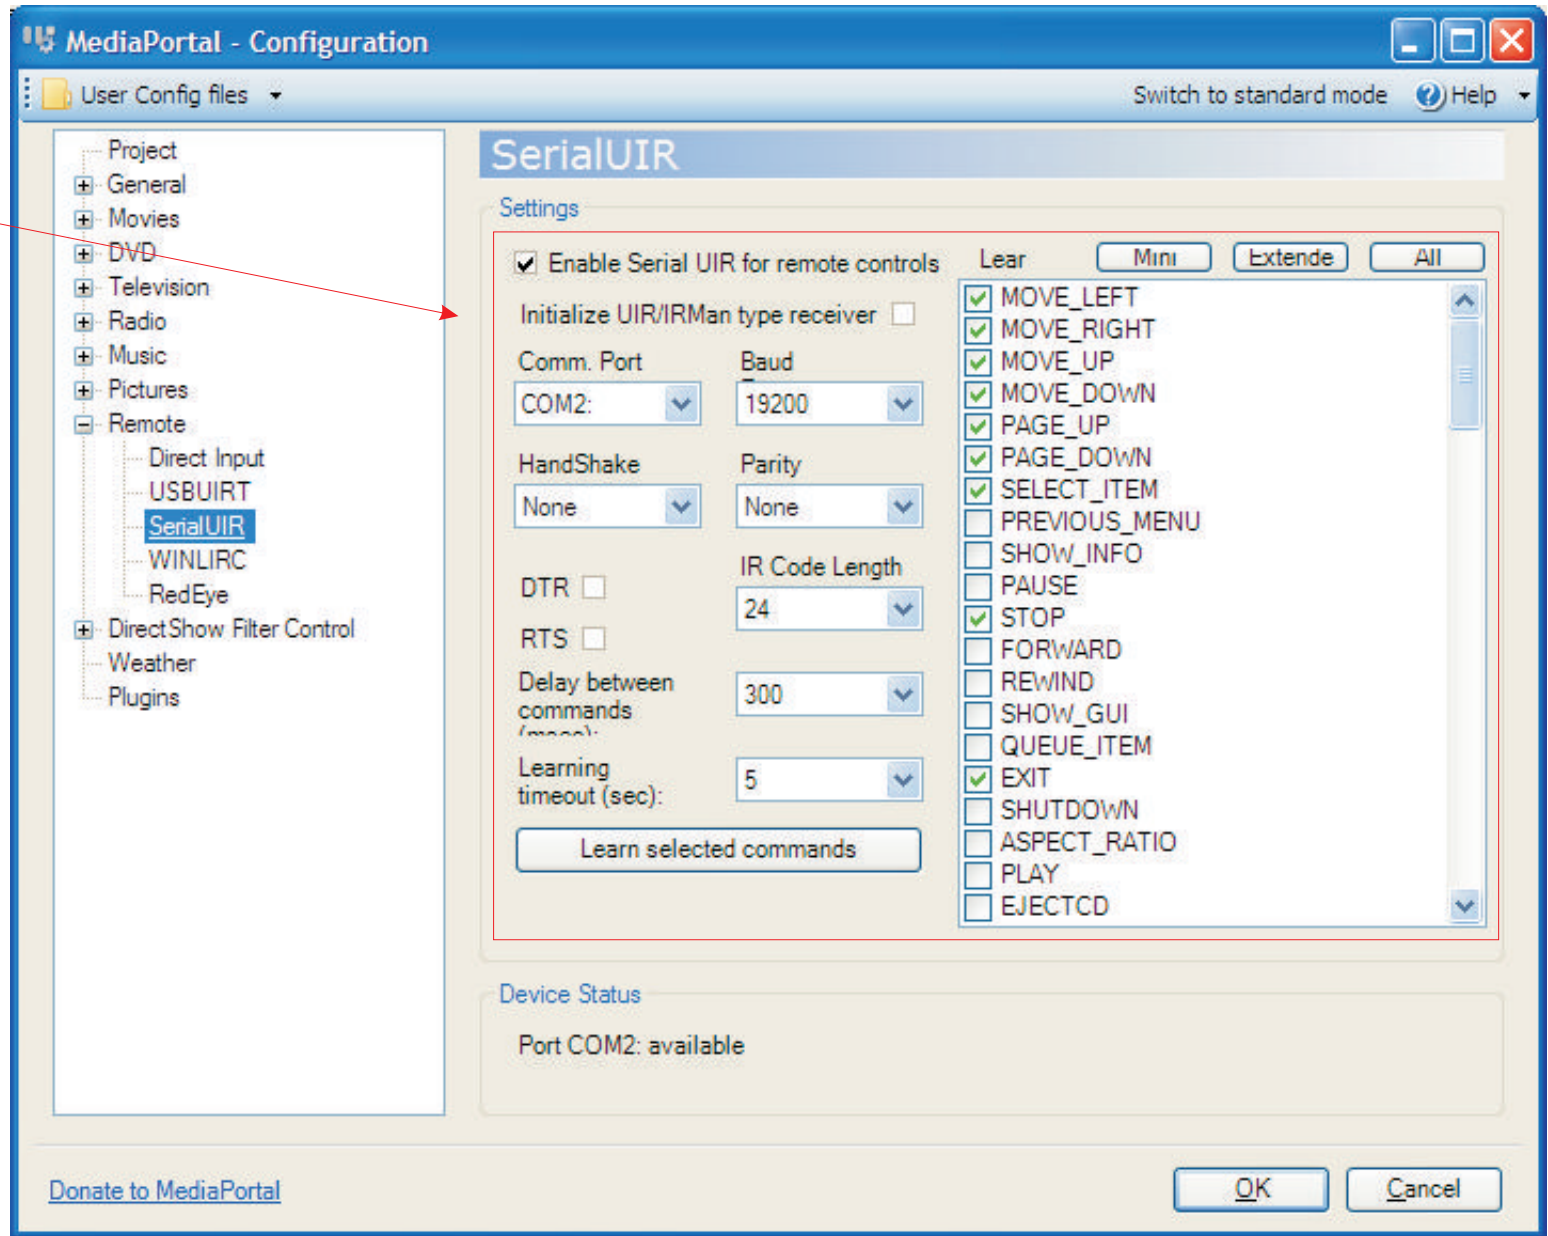 MediaPortal - Configuration
User Config files
Switch to standard mode
Help
Project
General
Movies
DVD
Television
Radio
Music
Pictures
Remote
Direct Input
USBUIRT
SerialUIR
WINLIRC
RedEye
DirectShow Filter Control
Weather
Plugins
SerialUIR
Settings
Enable Serial UIR for remote controls
Initialize UIR/IRMan type receiver
Comm. Port
Baud
COM2:
19200
HandShake
Parity
None
None
DTR
IR Code Length
24
RTS
Delay between
commands
300
Learning
timeout (sec):
5
Learn selected commands
Lear
Mini
Extende
All
MOVE_LEFT
MOVE_RIGHT
MOVE_UP
MOVE_DOWN
PAGE_UP
PAGE_DOWN
SELECT_ITEM
PREVIOUS_MENU
SHOW_INFO
PAUSE
STOP
FORWARD
REWIND
SHOW_GUI
QUEUE_ITEM
EXIT
SHUTDOWN
ASPECT_RATIO
PLAY
EJECTCD
Device Status
Port COM2: available
Donate to MediaPortal
OK
Cancel